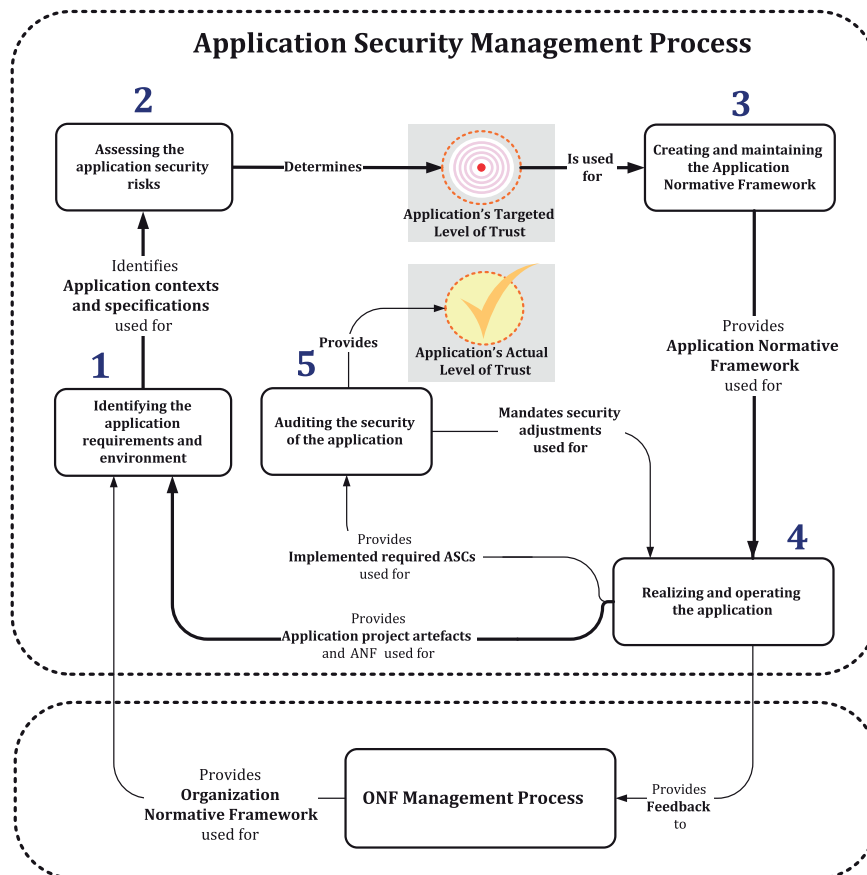 Application Security Management Process
2
Assessing the
application security
risks
Determines
Application's Targeted
Level of Trust
Is used
for
3
Creating and maintaining
the Application
Normative Framework
Identifies
Application contexts
and specifications
used for
Provides
Application Normative
Framework
used for
1
Identifying the
application
requirements and
environment
5
Auditing the security
of the application
Provides
Application's Actual
Level of Trust
Mandates security
adjustments
used for
Provides
Implemented required ASCs
used for
4
Realizing and operating
the application
Provides
Application project artefacts
and ANF used for
Provides
Organization
Normative Framework
used for
ONF Management Process
Provides
Feedback
to